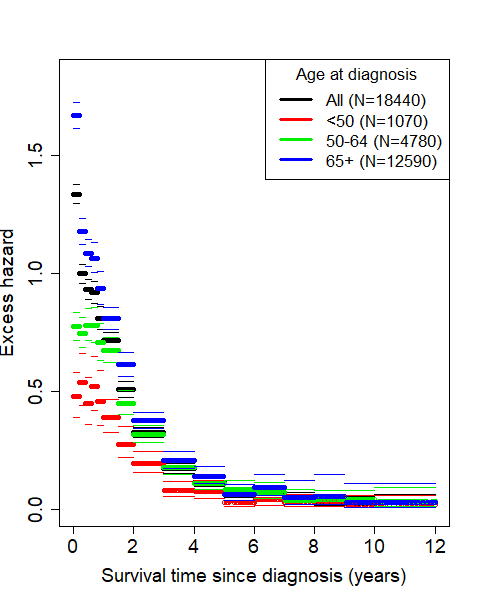 Age at diagnosis
All (N=18440)
<50 (N=1070)
50-64 (N=4780)
65+ (N=12590)
Excess hazard
1.5
1.0
0.5
0.0
0 2 4 6 8 10 12
Survival time since diagnosis (years)